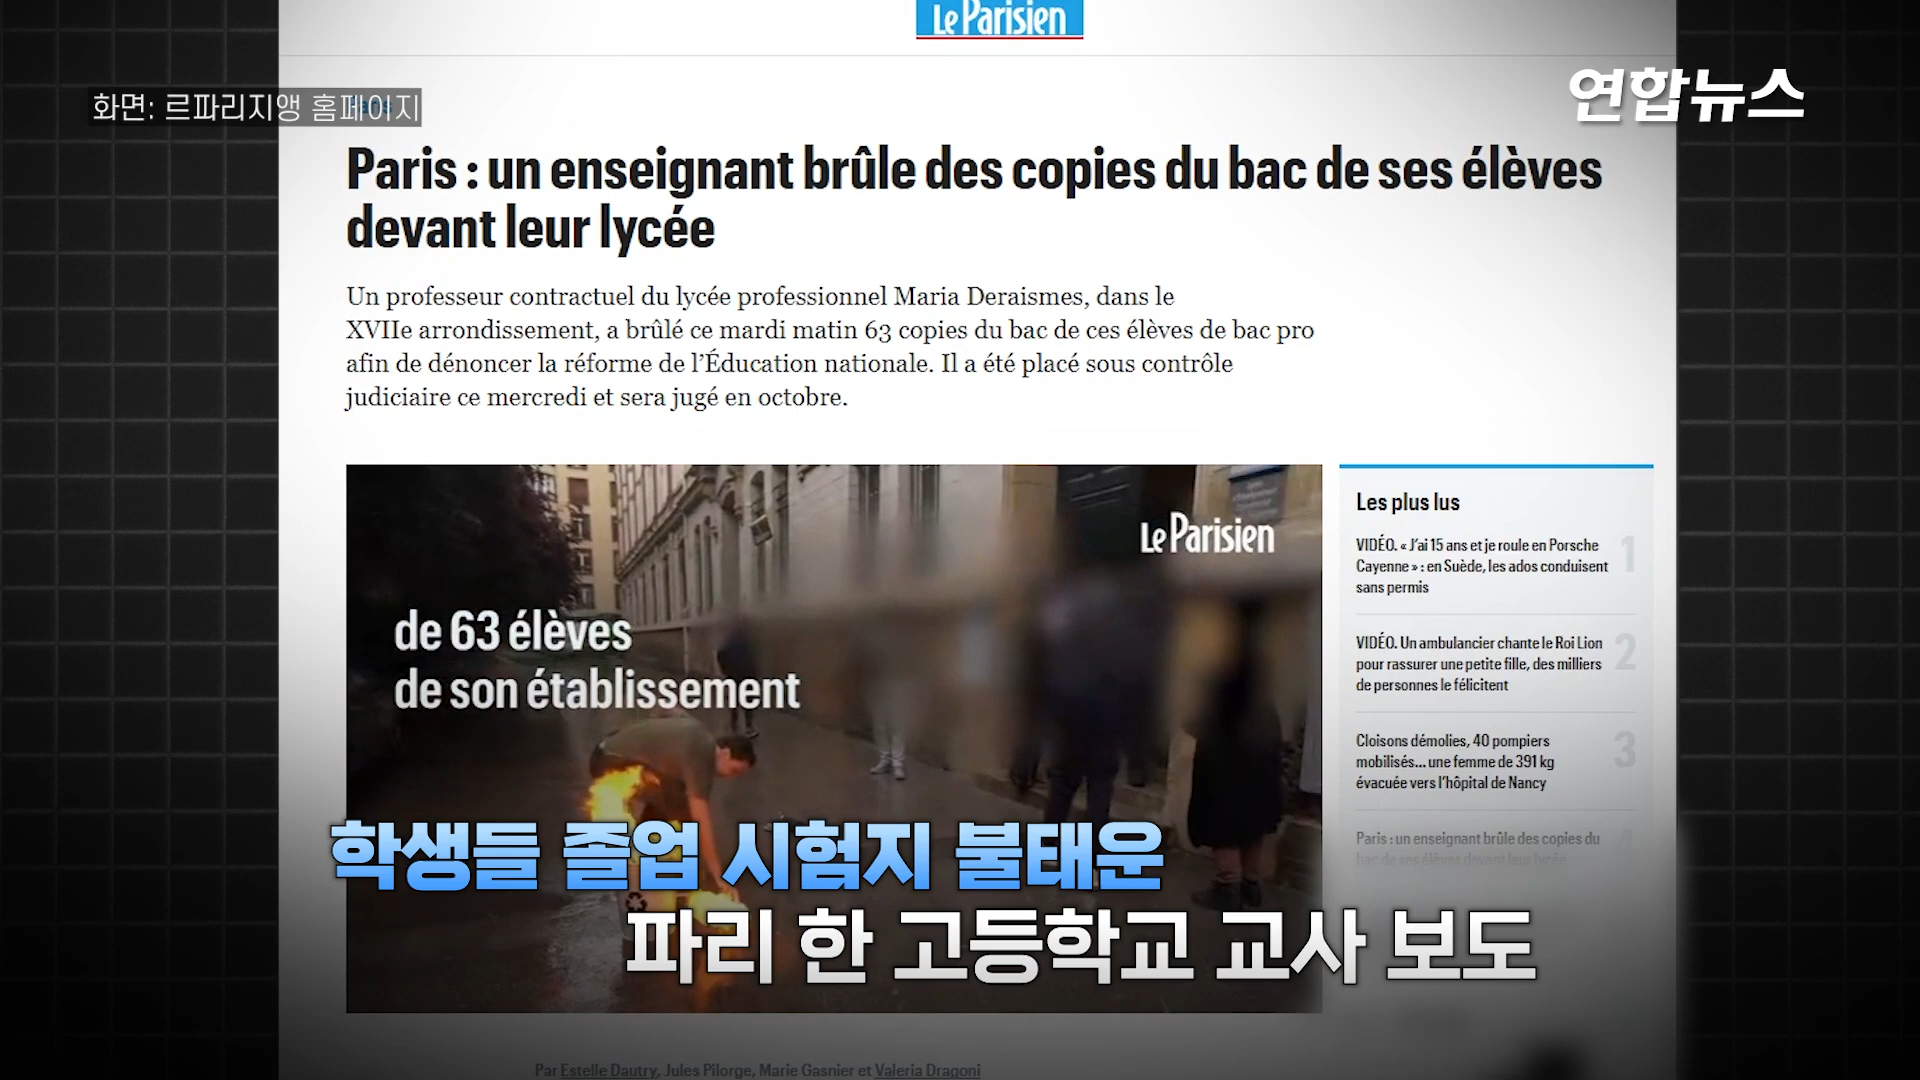 Le Parisien
화면: 르파리지앵 홈페이지
연합뉴스
Paris : un enseignant brûle des copies du bac de ses élèves
devant leur lycée
Un professeur contractuel du lycée professionnel Maria Deraismes, dans le
XVIIe arrondissement, a brûlé ce mardi matin 63 copies du bac de ces élèves de bac pro
afin de dénoncer la réforme de l'Éducation nationale. Il a été placé sous contrôle
judiciaire ce mercredi et sera jugé en octobre.
Le Parisien
de 63 élèves
de son établissement
Les plus lus
VIDÉO. « J'ai 15 ans et je roule en Porsche
Cayenne » : en Suède, les ados conduisent
sans permis
1
VIDÉO. Un ambulancier chante le Roi Lion
pour rassurer une petite fille, des milliers
de personnes le félicitent
2
Cloisons démolies, 40 pompiers
mobilisés... une femme de 391 kg
évacuée vers l'hôpital de Nancy
3
Paris : un enseignant brûle des copies du
bac de ses élèves devant leur lycée
4
학생들 졸업 시험지 불태운
파리 한 고등학교 교사 보도
Par Estelle Dautry, Jules Pilorge, Marie Gasnier et Valeria Dragoni